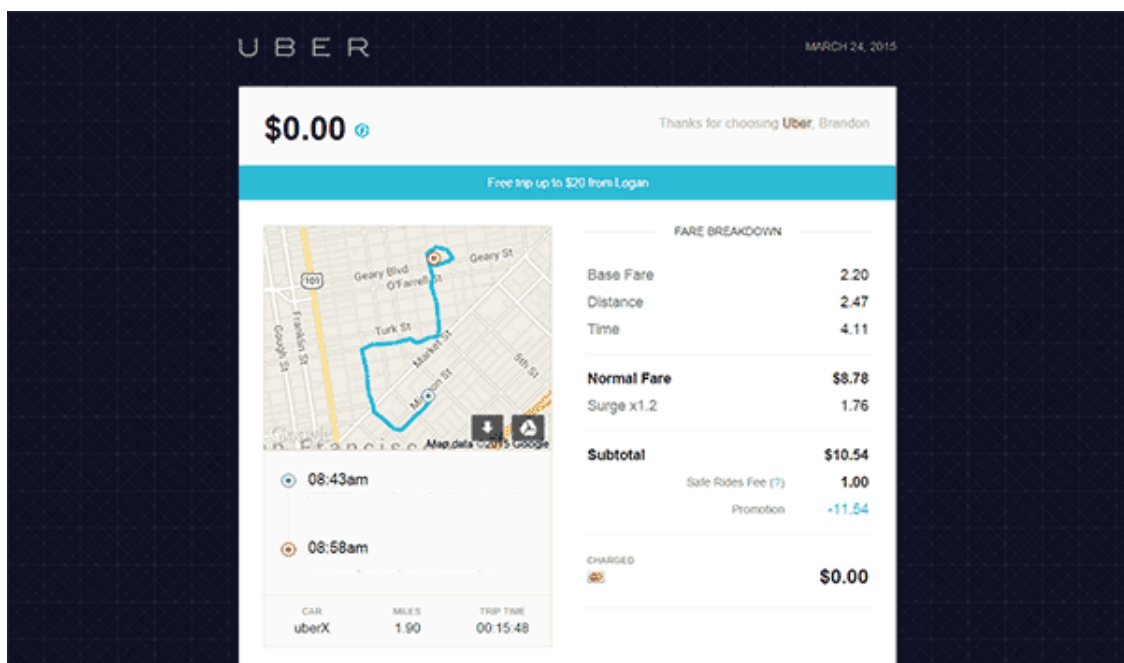 UBER
MARCH 24, 2015
$0.00
Thanks for choosing Uber, Brandon
Free trip up to $20 from Logan
Geary St
Geary Blvd
O'Farrell St
101
Franklin St
Gough St
Turk St
Market St
5th St
Mission St
Map data ©2015 Google
08:43am
08:58am
CAR MILES TRIP TIME
uberX 1.90 00:15:48
FARE BREAKDOWN
Base Fare 2.20
Distance 2.47
Time 4.11
Normal Fare $8.78
Surge x1.2 1.76
Subtotal $10.54
Safe Rides Fee (?) 1.00
Promotion -11.54
CHARGED
$0.00